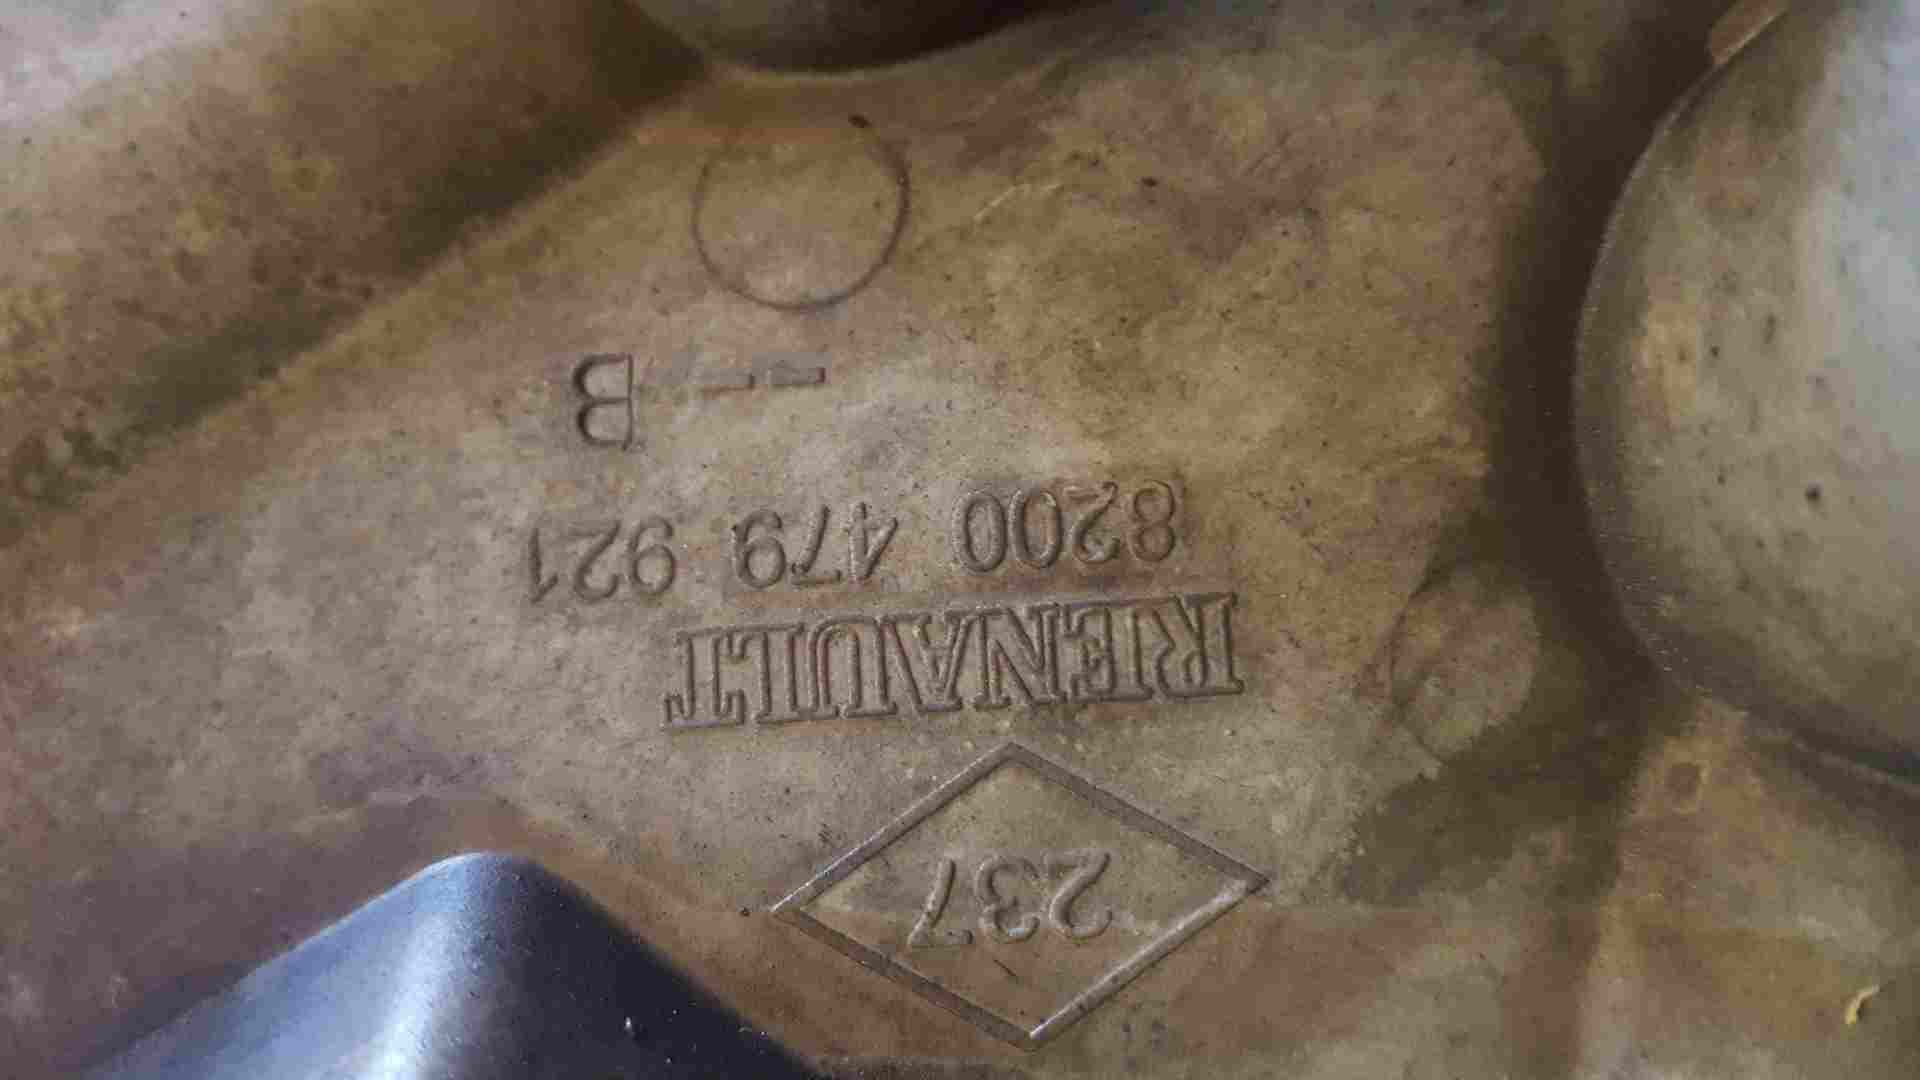 237
RENAULT
8200 479 921
B --